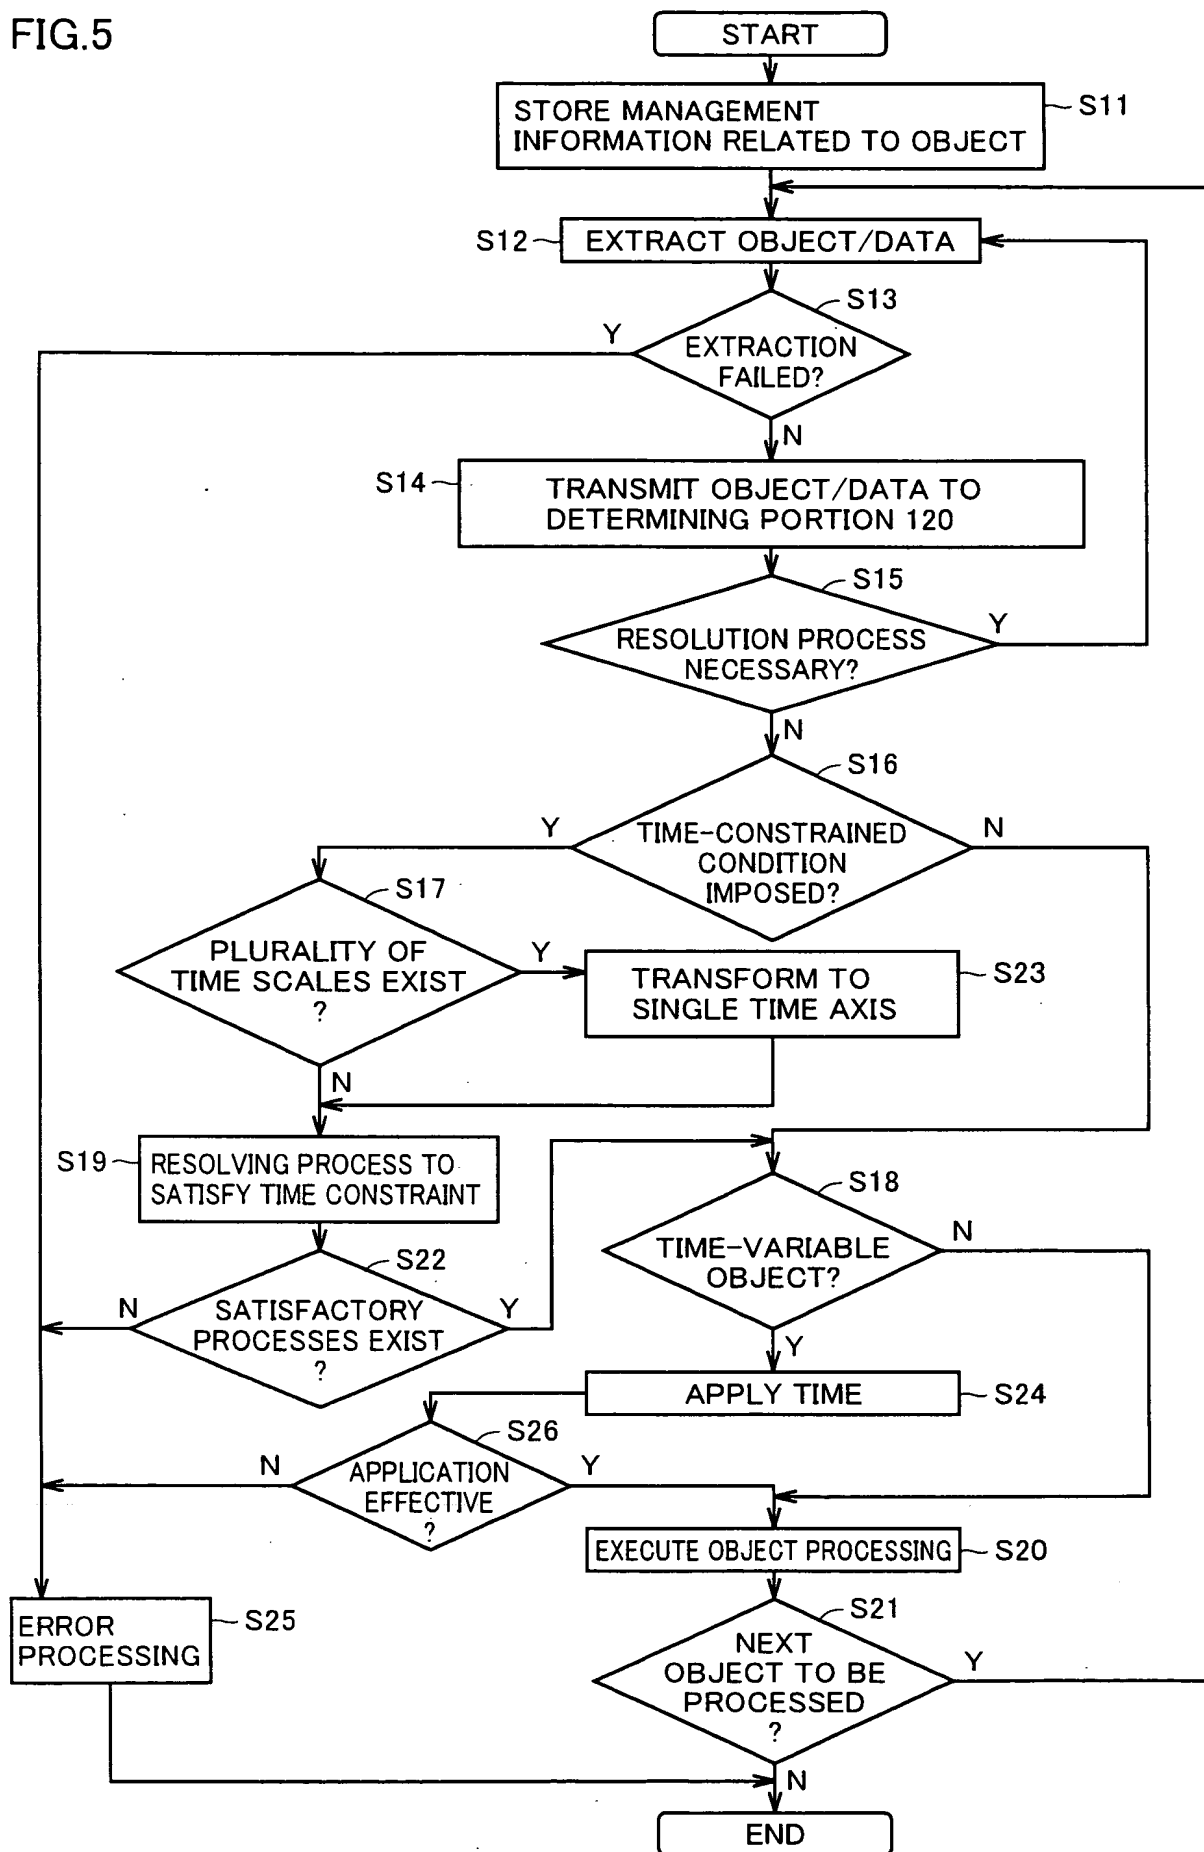 FIG.5
START
STORE MANAGEMENT
INFORMATION RELATED TO OBJECT
S11
S12
EXTRACT OBJECT/DATA
S13
Y
EXTRACTION
FAILED?
N
S14
TRANSMIT OBJECT/DATA TO
DETERMINING PORTION 120
S15
RESOLUTION PROCESS
NECESSARY?
Y
N
S16
Y
TIME-CONSTRAINED
CONDITION
IMPOSED?
N
S17
PLURALITY OF
TIME SCALES EXIST
?
Y
TRANSFORM TO
SINGLE TIME AXIS
S23
N
S19
RESOLVING PROCESS TO
SATISFY TIME CONSTRAINT
S18
TIME-VARIABLE
OBJECT?
N
S22
N
SATISFACTORY
PROCESSES EXIST
?
Y
Y
APPLY TIME
S24
S26
N
APPLICATION
EFFECTIVE
?
Y
EXECUTE OBJECT PROCESSING
S20
ERROR
PROCESSING
S25
S21
NEXT
OBJECT TO BE
PROCESSED
?
Y
N
END